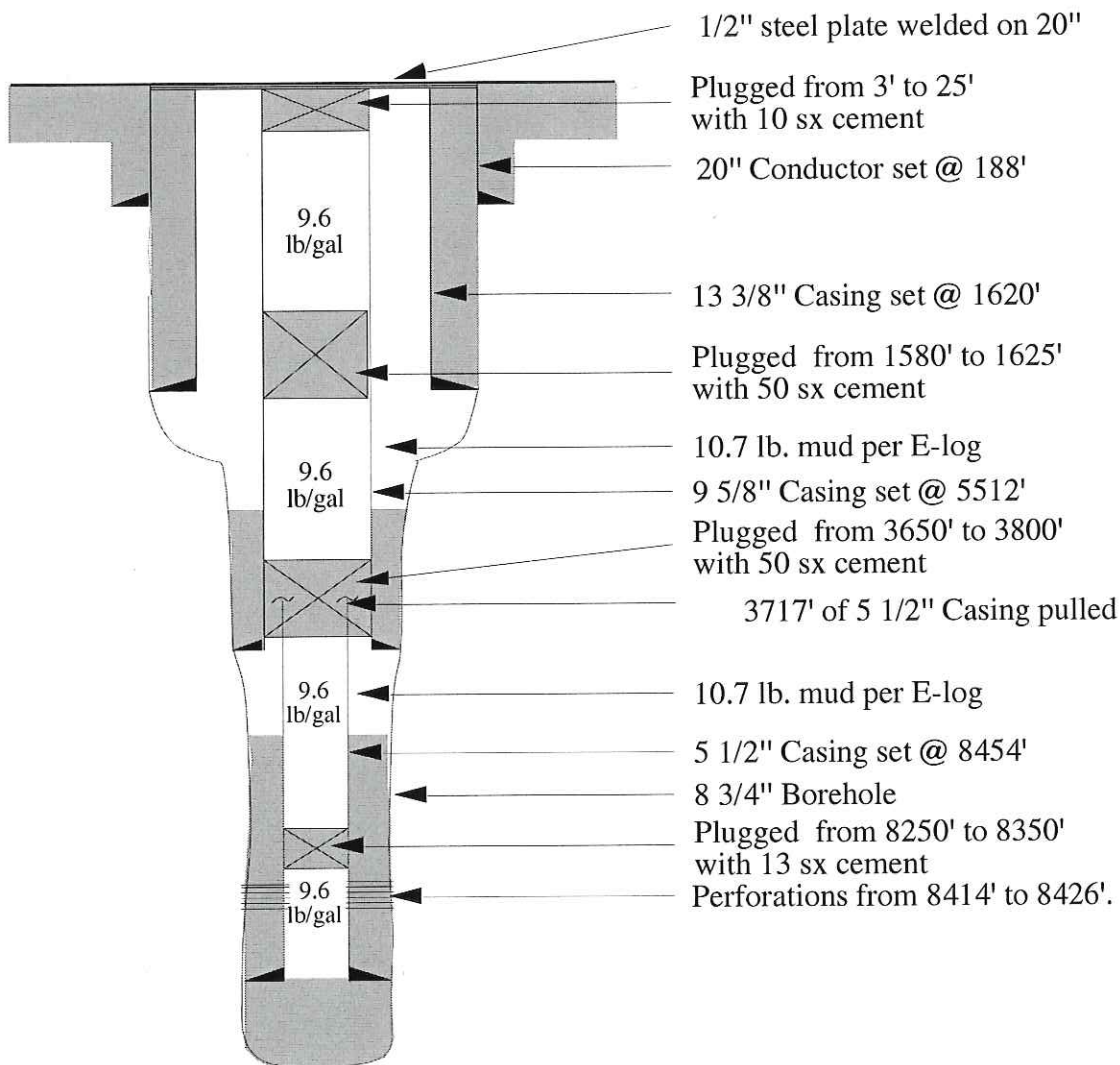 1/2" steel plate welded on 20"
Plugged from 3' to 25'
with 10 sx cement
20" Conductor set @ 188'
9.6
lb/gal
13 3/8" Casing set @ 1620'
Plugged from 1580' to 1625'
with 50 sx cement
10.7 lb. mud per E-log
9.6
lb/gal
9 5/8" Casing set @ 5512'
Plugged from 3650' to 3800'
with 50 sx cement
3717' of 5 1/2" Casing pulled
9.6
lb/gal
10.7 lb. mud per E-log
5 1/2" Casing set @ 8454'
8 3/4" Borehole
Plugged from 8250' to 8350'
with 13 sx cement
9.6
lb/gal
Perforations from 8414' to 8426'.